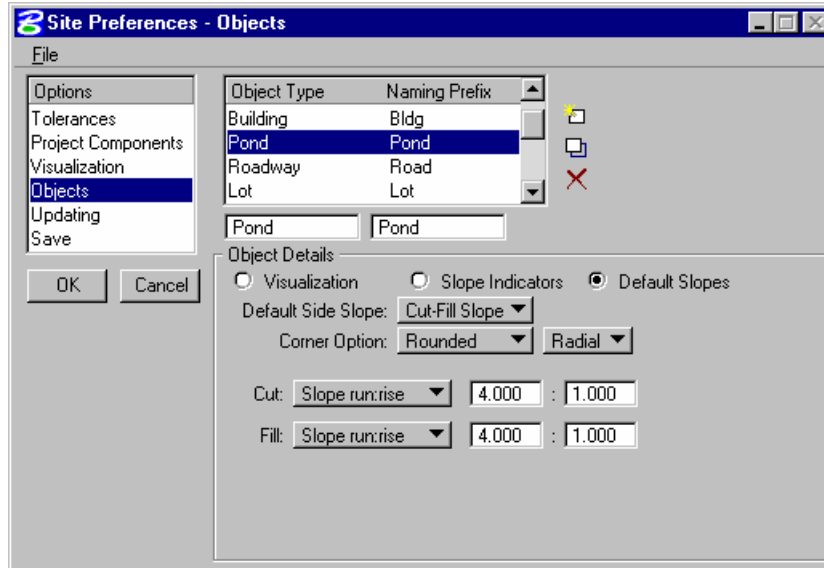 Site Preferences - Objects
File
Options
Tolerances
Project Components
Visualization
Objects
Updating
Save
OK Cancel
Object Type Naming Prefix
Building Bldg
Pond Pond
Roadway Road
Lot Lot
Pond Pond
Object Details
Visualization Slope Indicators Default Slopes
Default Side Slope: Cut-Fill Slope
Corner Option: Rounded Radial
Cut: Slope run:rise 4.000 : 1.000
Fill: Slope run:rise 4.000 : 1.000